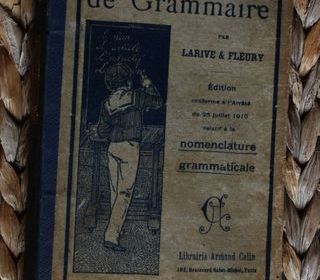 de Grammaire
PAR
LARIVE & FLEURY
Édition
conforme à l'Arrêté
du 25 juillet 1910
relatif à la
nomenclature
grammaticale
Librairie Armand Colin
103, Boulevard Saint-Michel, Paris